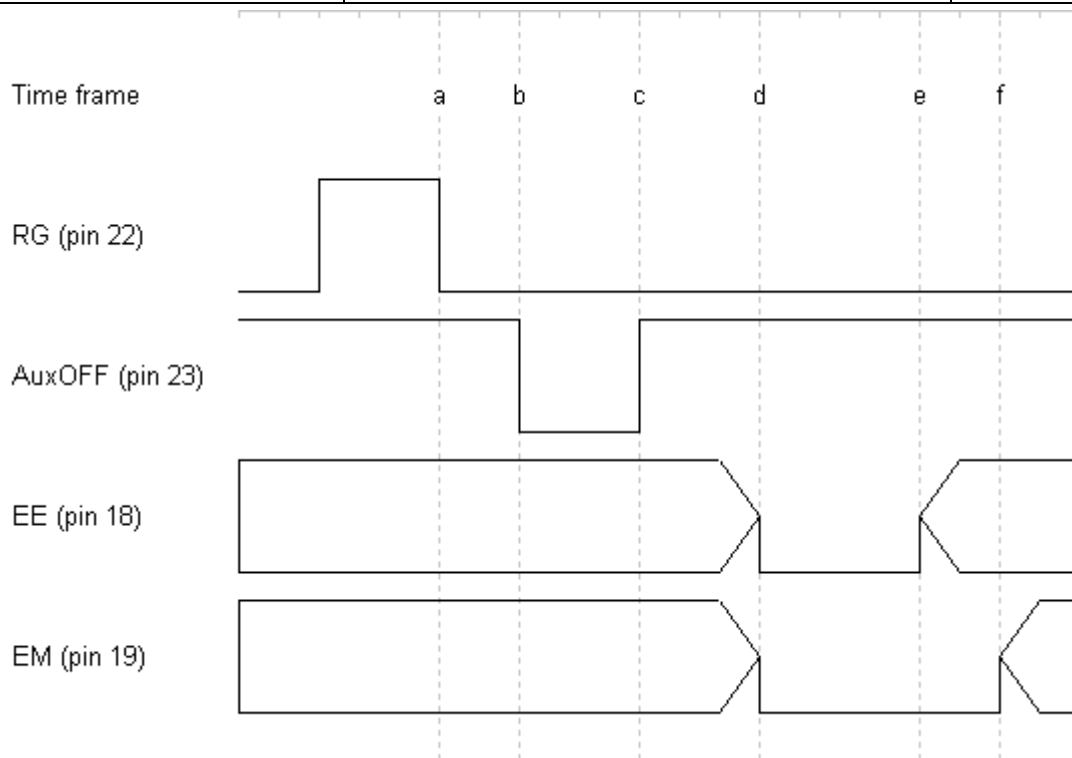 Time frame a b c d e f
RG (pin 22)
AuxOFF (pin 23)
EE (pin 18)
EM (pin 19)